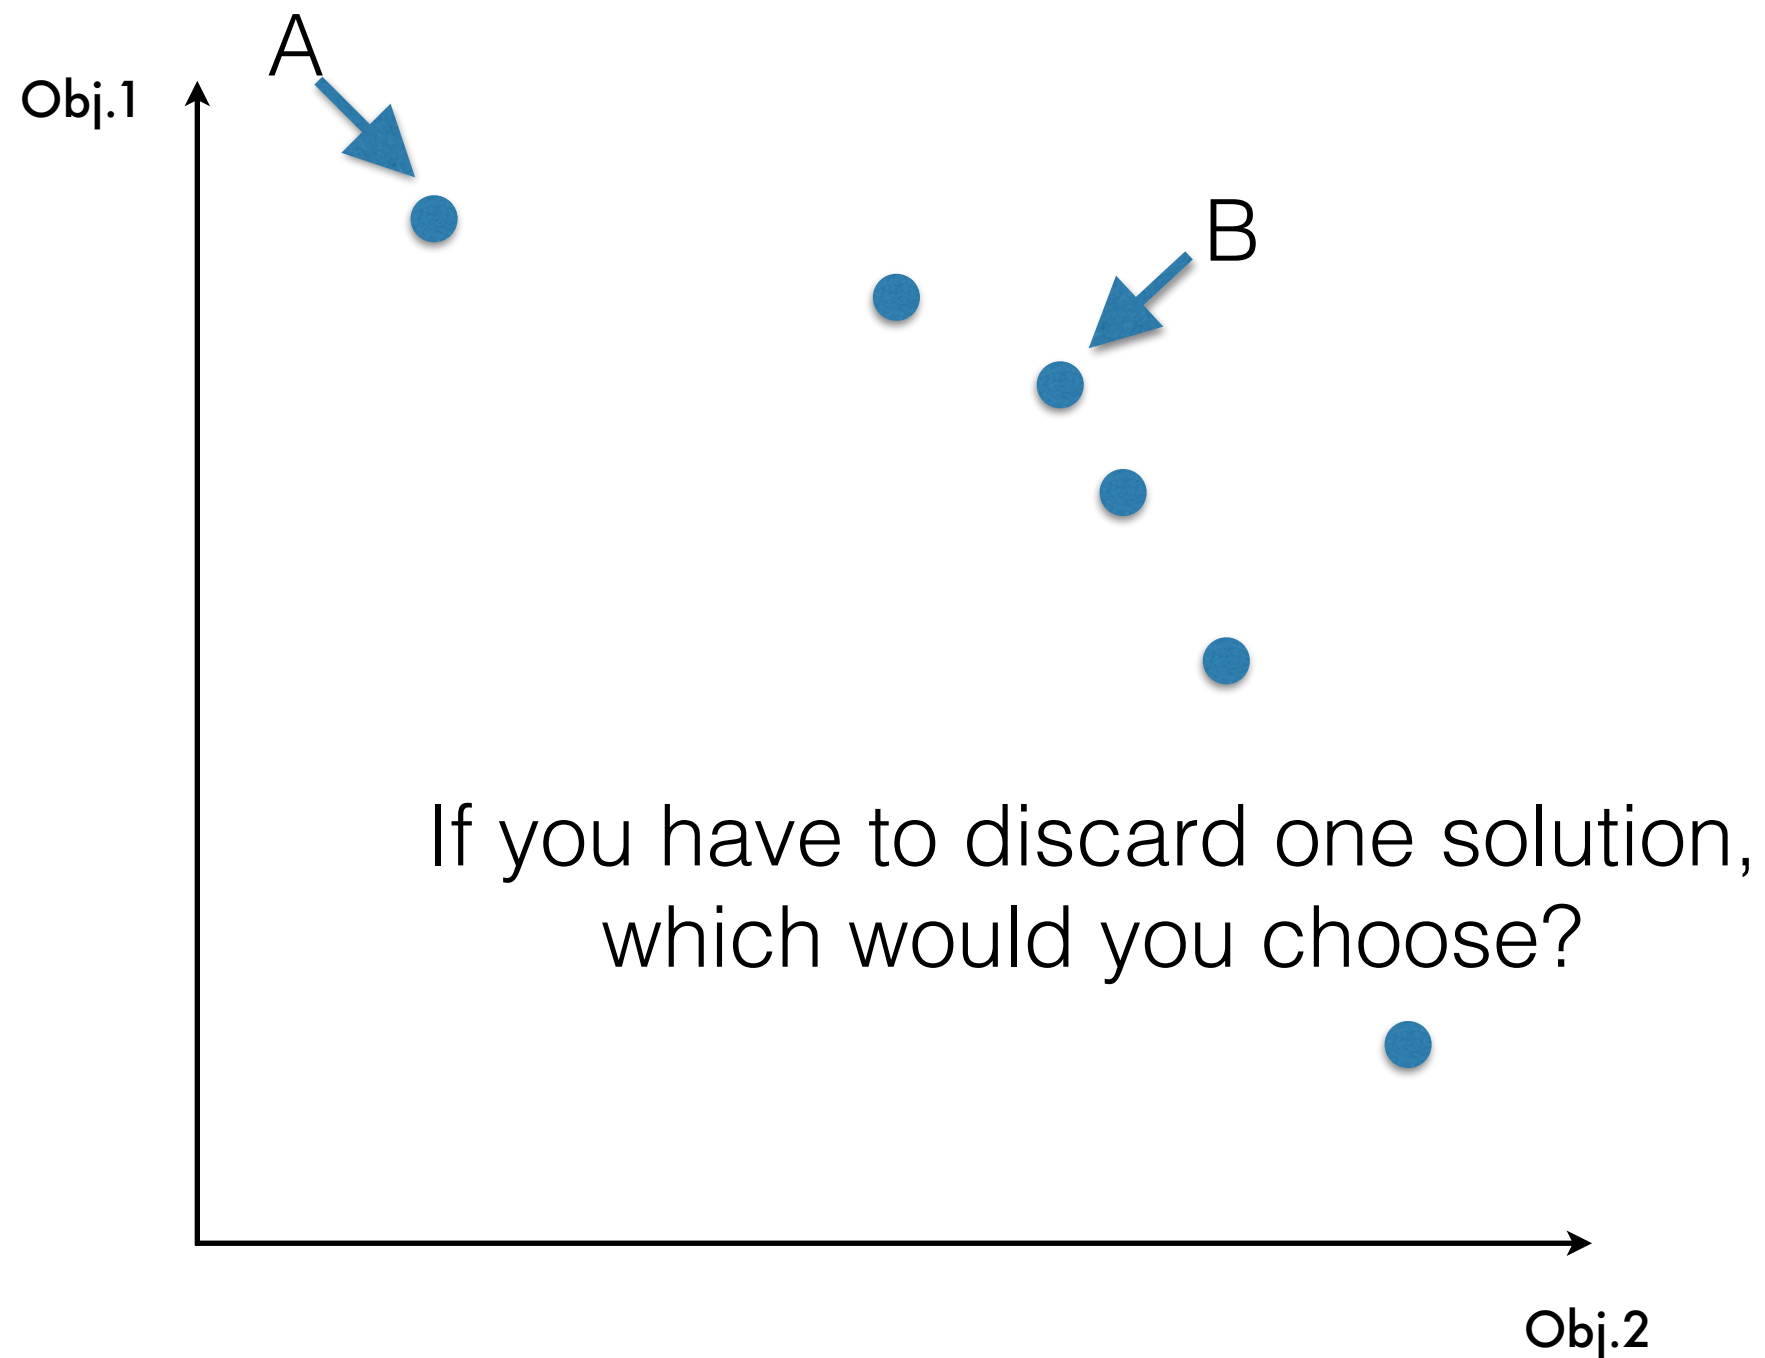 A
Obj.1
B
If you have to discard one solution,
which would you choose?
Obj.2